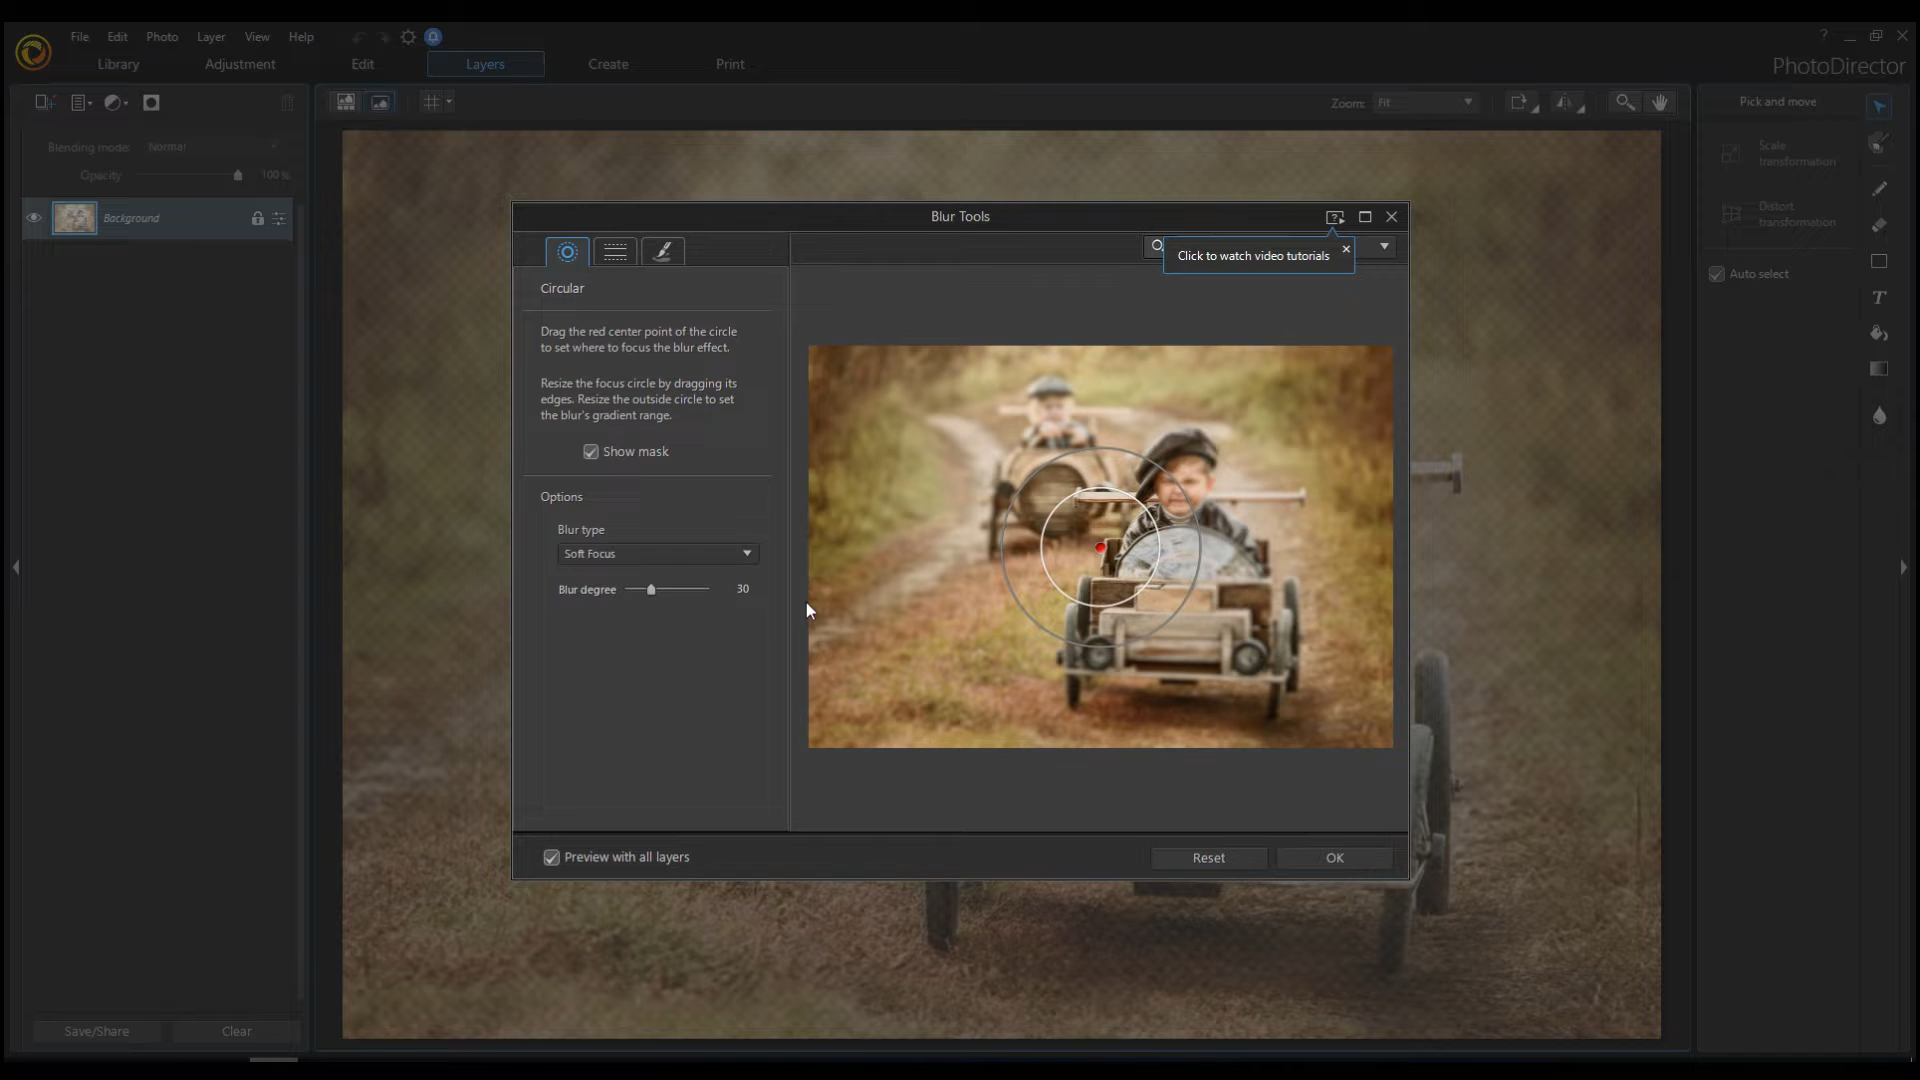 File Edit Photo Layer View Help
?
Library Adjustment Edit Layers Create Print
PhotoDirector
Zoom: Fit
Pick and move
Blending mode: Normal
Opacity 100 %
Background
Scale
transformation
Distort
transformation
Auto select
T
Blur Tools
?
Click to watch video tutorials
Circular
Drag the red center point of the circle
to set where to focus the blur effect.
Resize the focus circle by dragging its
edges. Resize the outside circle to set
the blur's gradient range.
Show mask
Options
Blur type
Soft Focus
Blur degree 30
Preview with all layers
Reset OK
Save/Share Clear